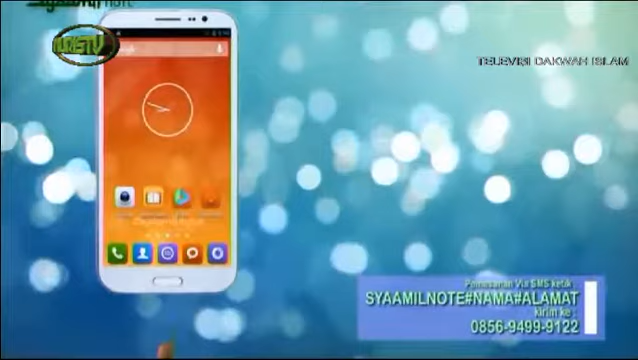 TELEVISI DAKWAH ISLAM
Pemesanan Via SMS ketik :
SYAAMILNOTE#NAMA#ALAMAT
kirim ke :
0856-9499-9122